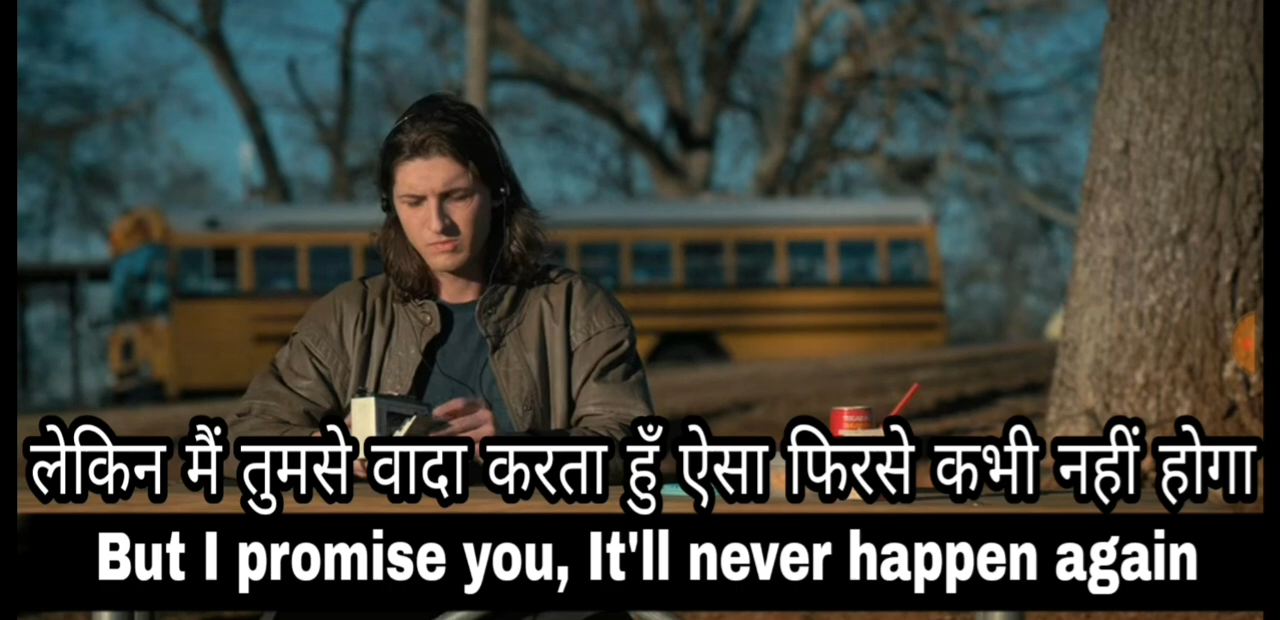 लेकिन मैं तुमसे वादा करता हुँ ऐसा फिरसे कभी नहीं होगा
But I promise you, It'll never happen again